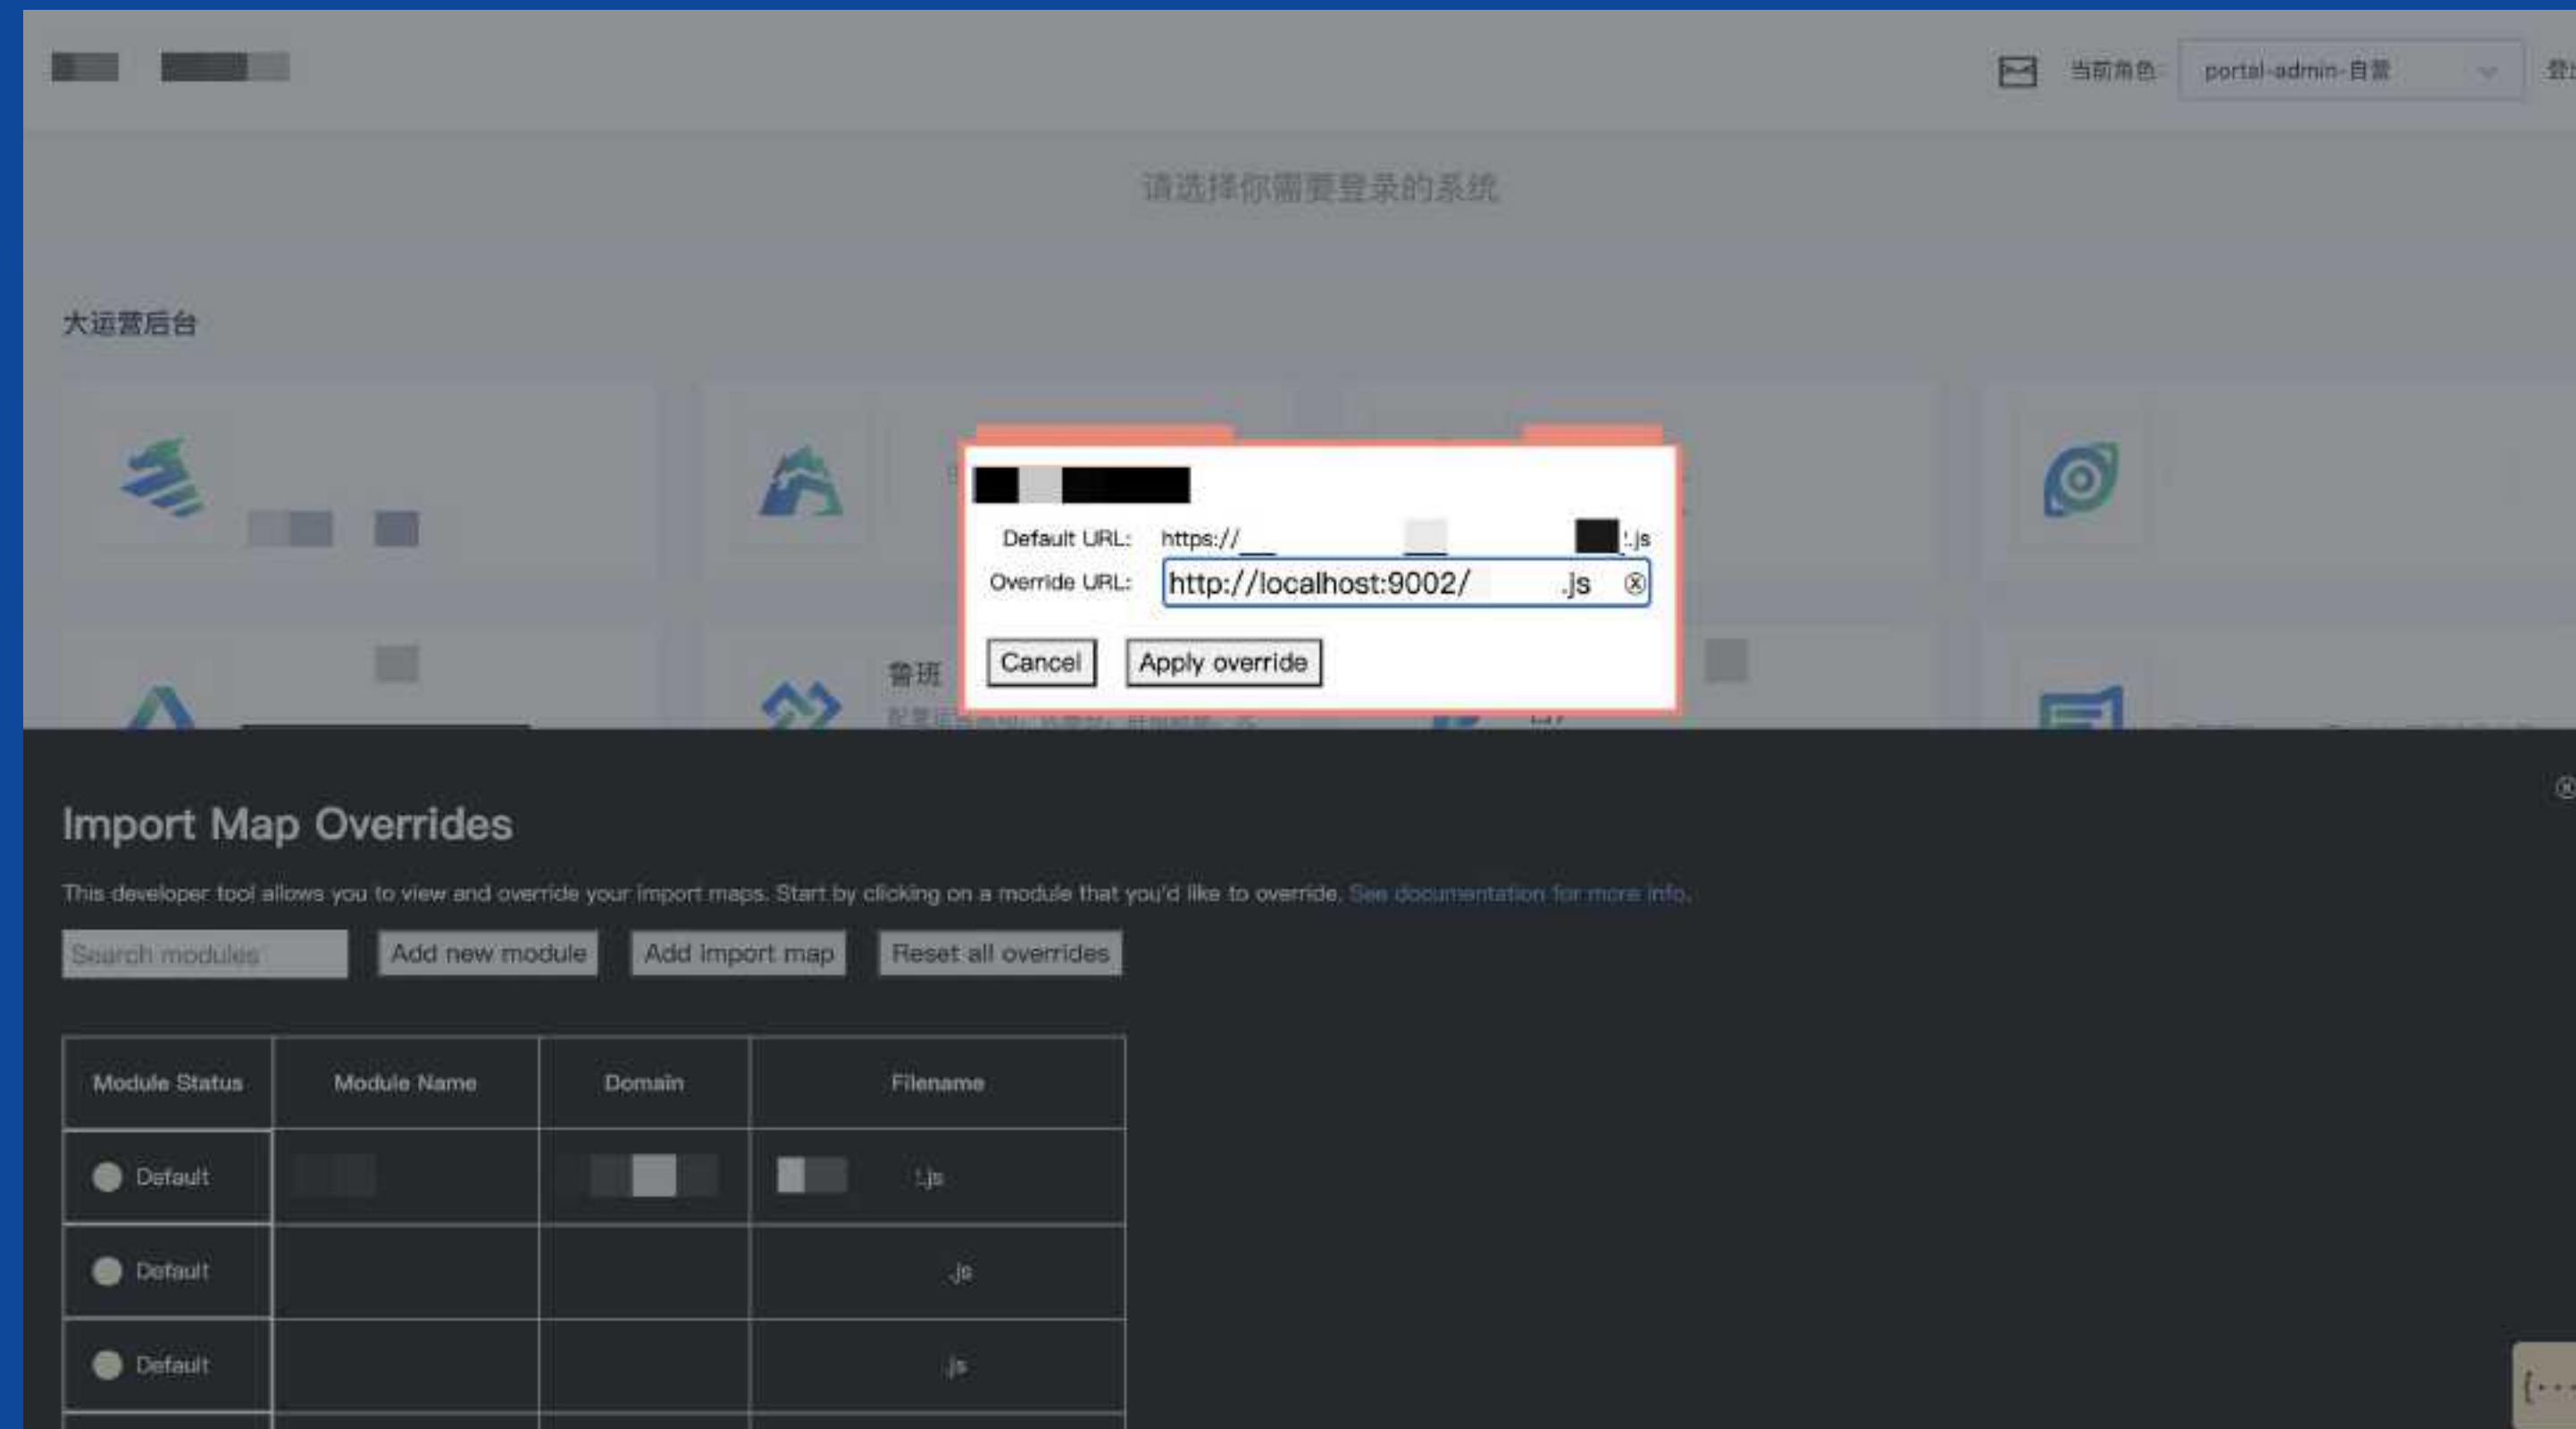 当前角色: portal-admin-自营
请选择你需要登录的系统
大运营后台
Default URL: https:// .js
Override URL: http://localhost:9002/ .js
Cancel Apply override
鲁班
Import Map Overrides
This developer tool allows you to view and override your import maps. Start by clicking on a module that you'd like to override. See documentation for more info.
Search modules Add new module Add import map Reset all overrides
Module Status Module Name Domain Filename
Default .js
Default .js
Default .js
{···